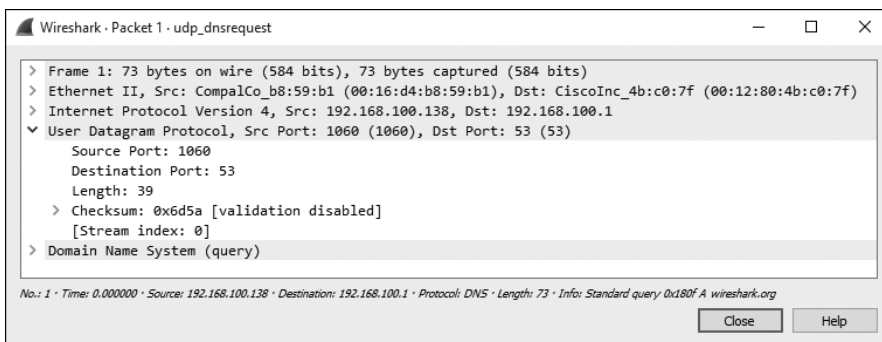 Wireshark · Packet 1 · udp_dnsrequest
> Frame 1: 73 bytes on wire (584 bits), 73 bytes captured (584 bits)
> Ethernet II, Src: CompalCo_b8:59:b1 (00:16:d4:b8:59:b1), Dst: CiscoInc_4b:c0:7f (00:12:80:4b:c0:7f)
> Internet Protocol Version 4, Src: 192.168.100.138, Dst: 192.168.100.1
User Datagram Protocol, Src Port: 1060 (1060), Dst Port: 53 (53)
Source Port: 1060
Destination Port: 53
Length: 39
> Checksum: 0x6d5a [validation disabled]
[Stream index: 0]
> Domain Name System (query)
No.: 1 · Time: 0.000000 · Source: 192.168.100.138 · Destination: 192.168.100.1 · Protocol: DNS · Length: 73 · Info: Standard query 0x180f A wireshark.org
Close Help